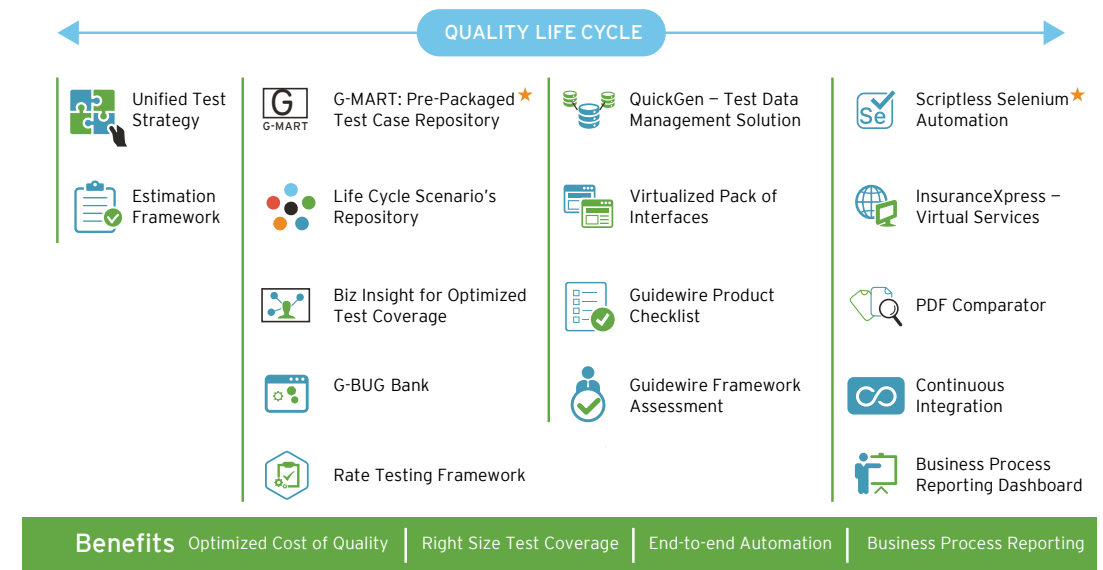 QUALITY LIFE CYCLE
Unified Test
Strategy
Estimation
Framework
G
G-MART
G-MART: Pre-Packaged
Test Case Repository
Life Cycle Scenario's
Repository
Biz Insight for Optimized
Test Coverage
G-BUG Bank
Rate Testing Framework
QuickGen – Test Data
Management Solution
Virtualized Pack of
Interfaces
Guidewire Product
Checklist
Guidewire Framework
Assessment
Se
Scriptless Selenium
Automation
InsuranceXpress –
Virtual Services
PDF Comparator
Continuous
Integration
Business Process
Reporting Dashboard
Benefits Optimized Cost of Quality Right Size Test Coverage End-to-end Automation Business Process Reporting